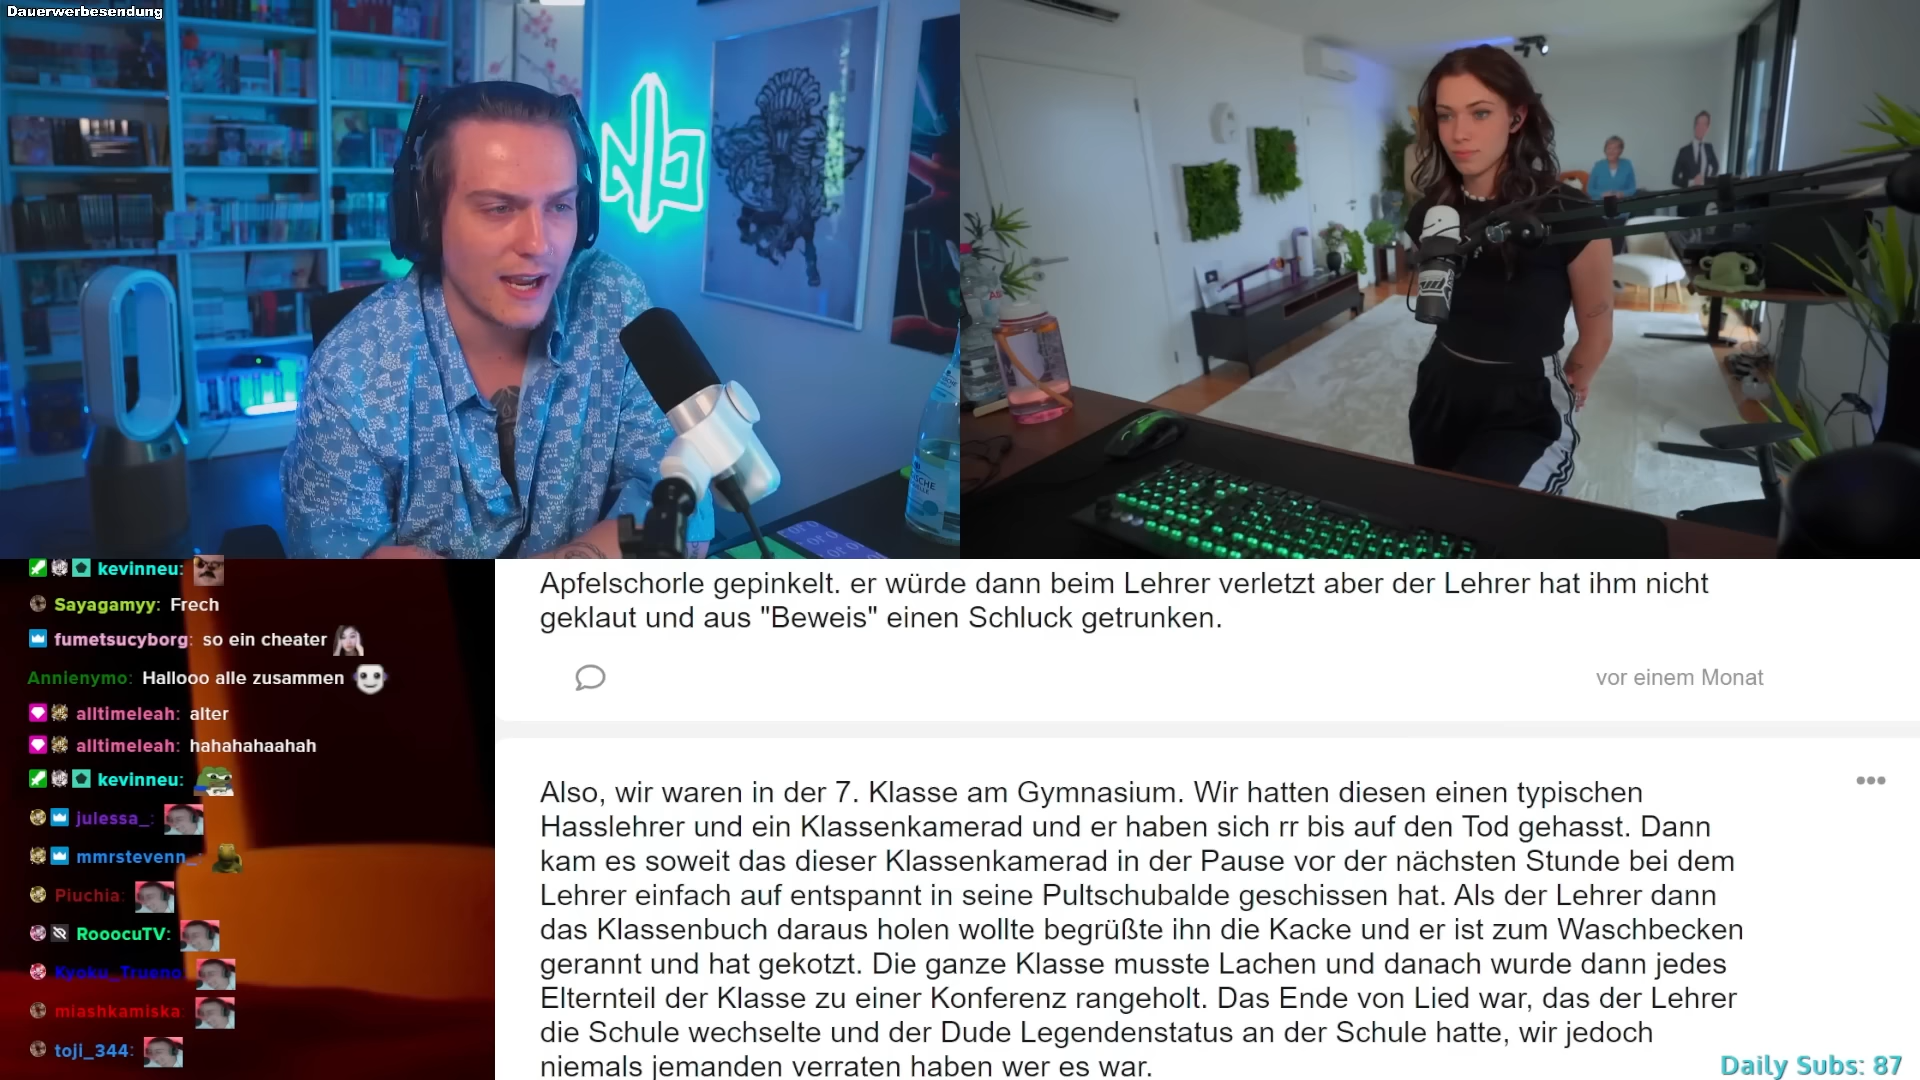 Dauerwerbesendung
kevinneu:
Sayagamyy: Frech
fumetsucyborg: so ein cheater
Annienymo: Hallooo alle zusammen
alltimeleah: alter
alltimeleah: hahahahaahah
kevinneu:
julessa_:
mmrstevenn_:
Piuchia:
RooocuTV:
Kyoku_Trueno
miashkamiska
toji_344:
Apfelschorle gepinkelt. er würde dann beim Lehrer verletzt aber der Lehrer hat ihm nicht
geklaut und aus "Beweis" einen Schluck getrunken.
vor einem Monat
Also, wir waren in der 7. Klasse am Gymnasium. Wir hatten diesen einen typischen
Hasslehrer und ein Klassenkamerad und er haben sich rr bis auf den Tod gehasst. Dann
kam es soweit das dieser Klassenkamerad in der Pause vor der nächsten Stunde bei dem
Lehrer einfach auf entspannt in seine Pultschubalde geschissen hat. Als der Lehrer dann
das Klassenbuch daraus holen wollte begrüßte ihn die Kacke und er ist zum Waschbecken
gerannt und hat gekotzt. Die ganze Klasse musste Lachen und danach wurde dann jedes
Elternteil der Klasse zu einer Konferenz rangeholt. Das Ende von Lied war, das der Lehrer
die Schule wechselte und der Dude Legendenstatus an der Schule hatte, wir jedoch
niemals jemanden verraten haben wer es war.
Daily Subs: 87